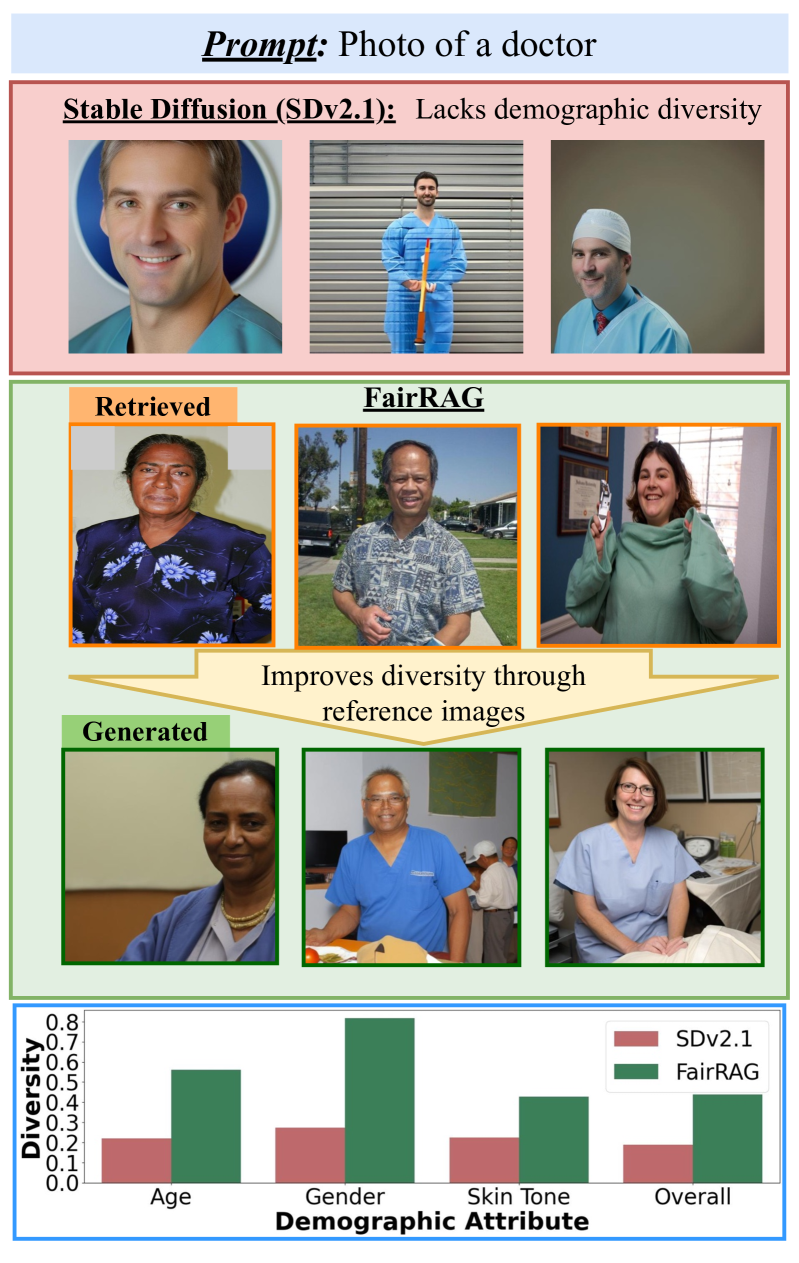 Prompt: Photo of a doctor
Stable Diffusion (SDv2.1): Lacks demographic diversity
FairRAG
Retrieved
Improves diversity through
reference images
Generated
0.8
0.7
0.6
0.5
0.4
0.3
0.2
0.1
0.0
Diversity
SDv2.1
FairRAG
Age
Gender
Skin Tone
Overall
Demographic Attribute